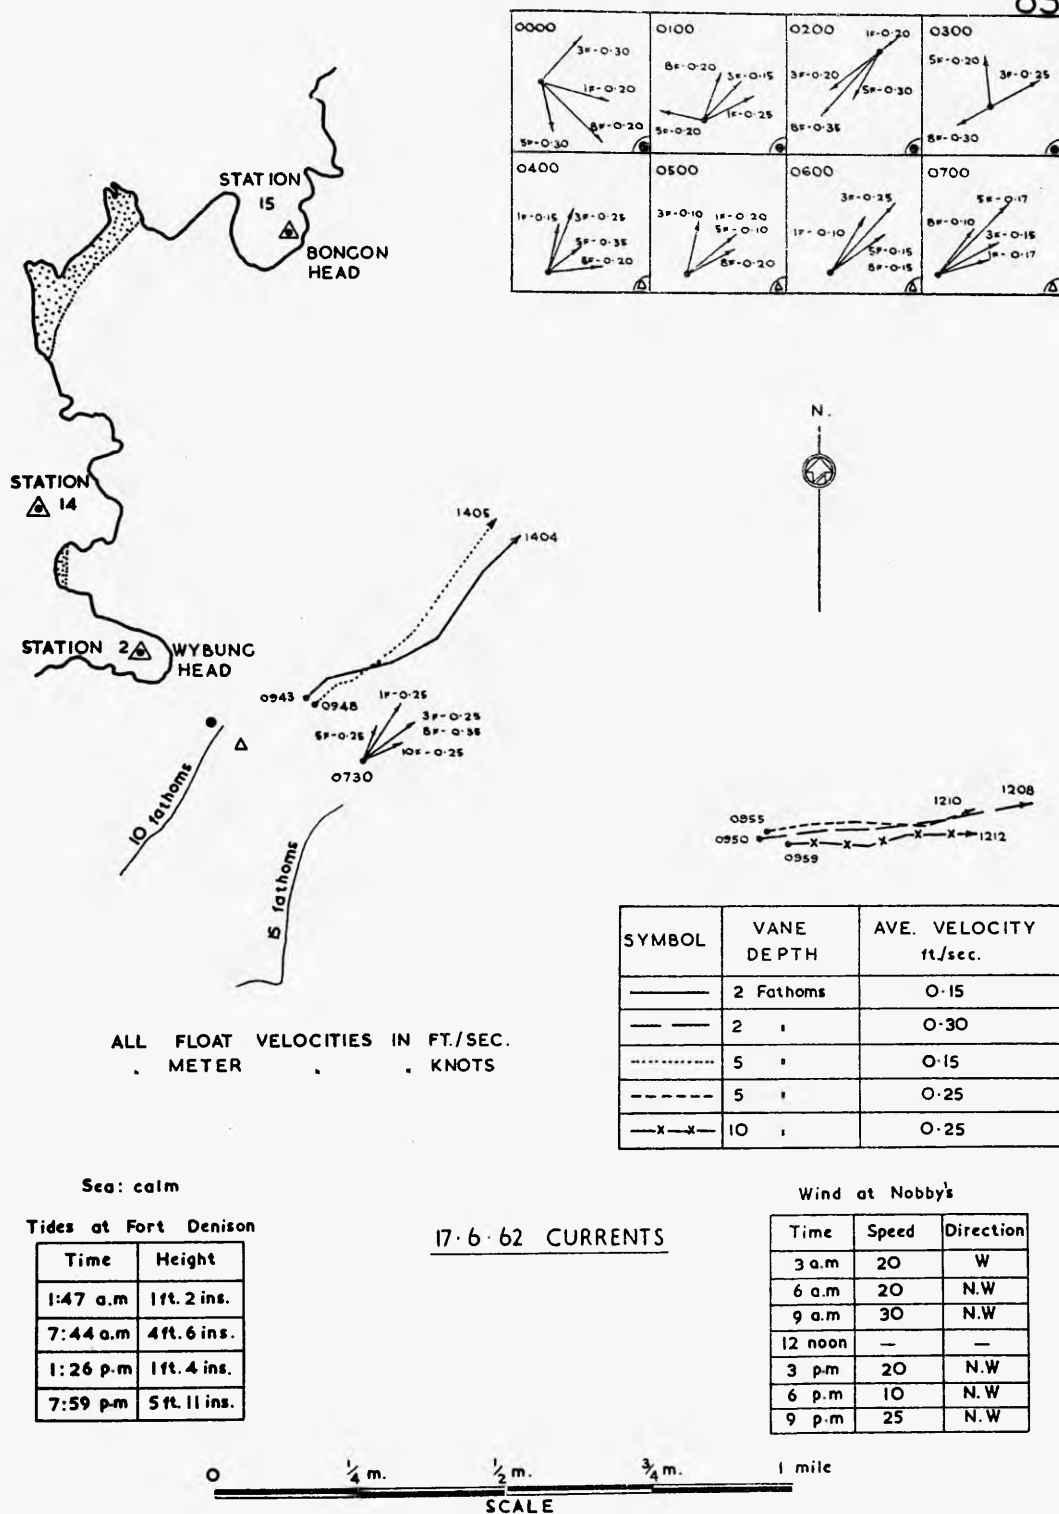 0000
3F-0·30
1F-0·20
8F-0·20
5F-0·30
0100
8F-0·20
3F-0·15
1F-0·25
5F-0·20
0200
1F-0·20
3F-0·20
5F-0·30
8F-0·35
0300
5F-0·20
3F-0·25
8F-0·30
0400
1F-0·15
3F-0·25
5F-0·35
8F-0·20
0500
3F-0·10
1F-0·20
5F-0·10
8F-0·20
0600
3F-0·25
1F-0·10
5F-0·15
8F-0·15
0700
5F-0·17
8F-0·10
3F-0·15
1F-0·17
STATION
15
BONGON
HEAD
N.
STATION
14
1405
1404
STATION 2
WYBUNG
HEAD
0943
0948
1F-0·25
3F-0·25
5F-0·25
10F-0·25
0730
10 fathoms
15 fathoms
0955
0950
0959
1210
1208
1212
SYMBOL VANE DEPTH AVE. VELOCITY ft./sec.
2 Fathoms 0·15
2 " 0·30
5 " 0·15
5 " 0·25
10 " 0·25
ALL FLOAT VELOCITIES IN FT./SEC.
" METER " " KNOTS
Sea: calm
Tides at Fort Denison
Time Height
1:47 a.m 1ft. 2 ins.
7:44 a.m 4ft. 6 ins.
1:26 p.m 1ft. 4 ins.
7:59 p.m 5 ft. 11 ins.
17·6·62 CURRENTS
Wind at Nobby's
Time Speed Direction
3 a.m 20 W
6 a.m 20 N.W
9 a.m 30 N.W
12 noon — —
3 p.m 20 N.W
6 p.m 10 N.W
9 p.m 25 N.W
0 1/4 m. 1/2 m. 3/4 m. 1 mile
SCALE